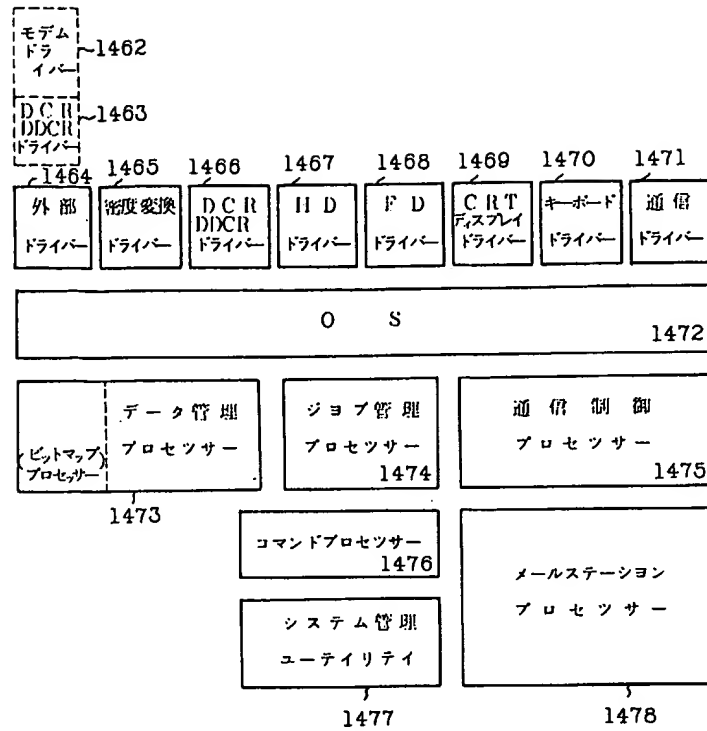 モデム
ドラ
イバー
1462
DCR
DDCR
ドライバー
1463
1464
1465
1466
1467
1468
1469
1470
1471
外部
ドライバー
密度変換
ドライバー
DCR
DDCR
ドライバー
HD
ドライバー
FD
ドライバー
CRT
ディスプレイ
ドライバー
キーボード
ドライバー
通信
ドライバー
OS
1472
(ビットマップ)
プロセッサー
データ管理
プロセツサー
1473
ジョブ管理
プロセツサー
1474
通信制御
プロセツサー
1475
コマンドプロセツサー
1476
システム管理
ユーテイリテイ
1477
メールステーション
プロセツサー
1478